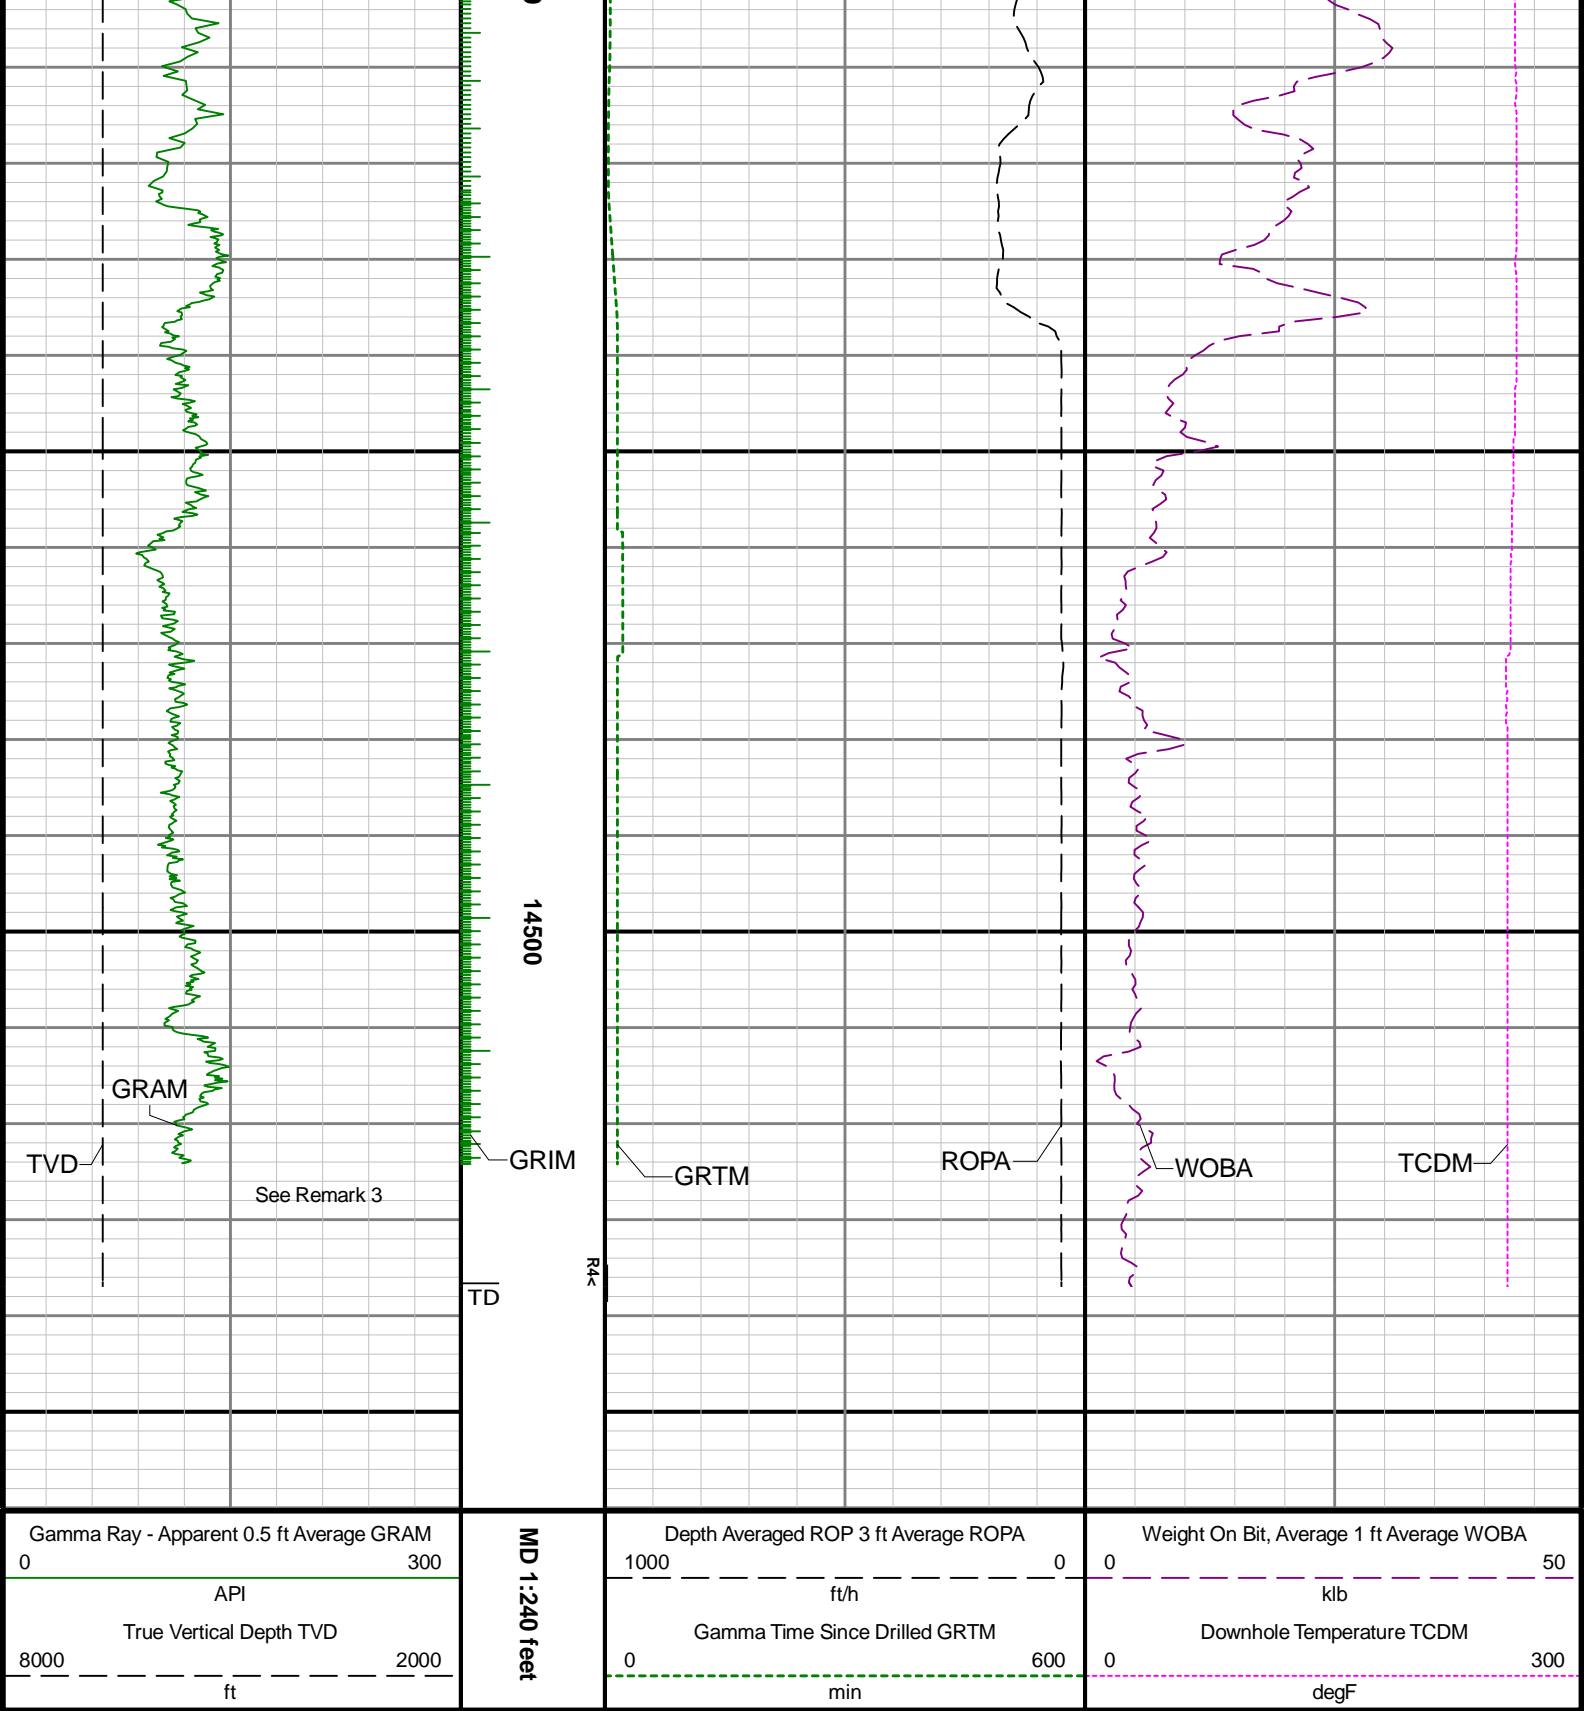 14500
GRAM
TVD
GRIM
GRTM
ROPA
WOBA
TCDM
See Remark 3
R4<
TD
Gamma Ray - Apparent 0.5 ft Average GRAM
0 300
API
True Vertical Depth TVD
8000 2000
ft
MD 1:240 feet
Depth Averaged ROP 3 ft Average ROPA
1000 0
ft/h
Gamma Time Since Drilled GRTM
0 600
min
Weight On Bit, Average 1 ft Average WOBA
0 50
klb
Downhole Temperature TCDM
0 300
degF